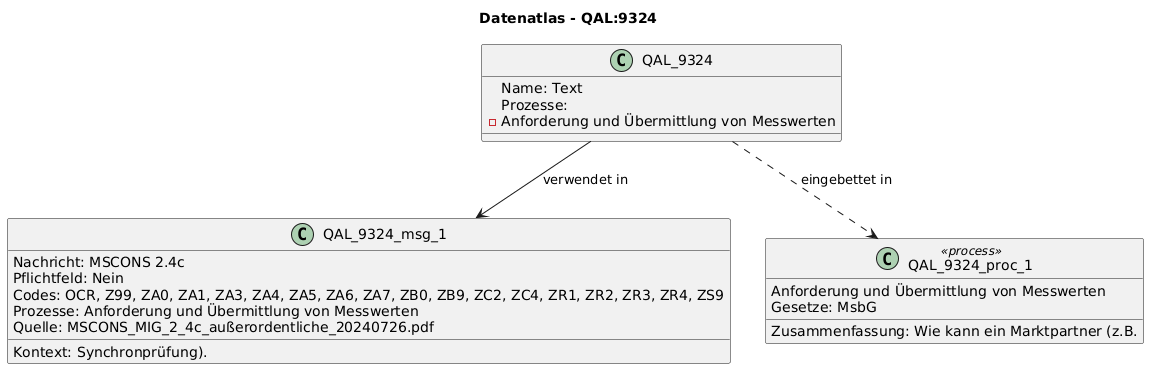 Datenatlas - QAL:9324
C QAL_9324
Name: Text
Prozesse:
Anforderung und Übermittlung von Messwerten
verwendet in
eingebettet in
C QAL_9324_msg_1
Nachricht: MSCONS 2.4c
Pflichtfeld: Nein
Codes: OCR, Z99, ZA0, ZA1, ZA3, ZA4, ZA5, ZA6, ZA7, ZB0, ZB9, ZC2, ZC4, ZR1, ZR2, ZR3, ZR4, ZS9
Prozesse: Anforderung und Übermittlung von Messwerten
Quelle: MSCONS_MIG_2_4c_außerordentliche_20240726.pdf
Kontext: Synchronprüfung).
«process»
C QAL_9324_proc_1
Anforderung und Übermittlung von Messwerten
Gesetze: MsbG
Zusammenfassung: Wie kann ein Marktpartner (z.B.